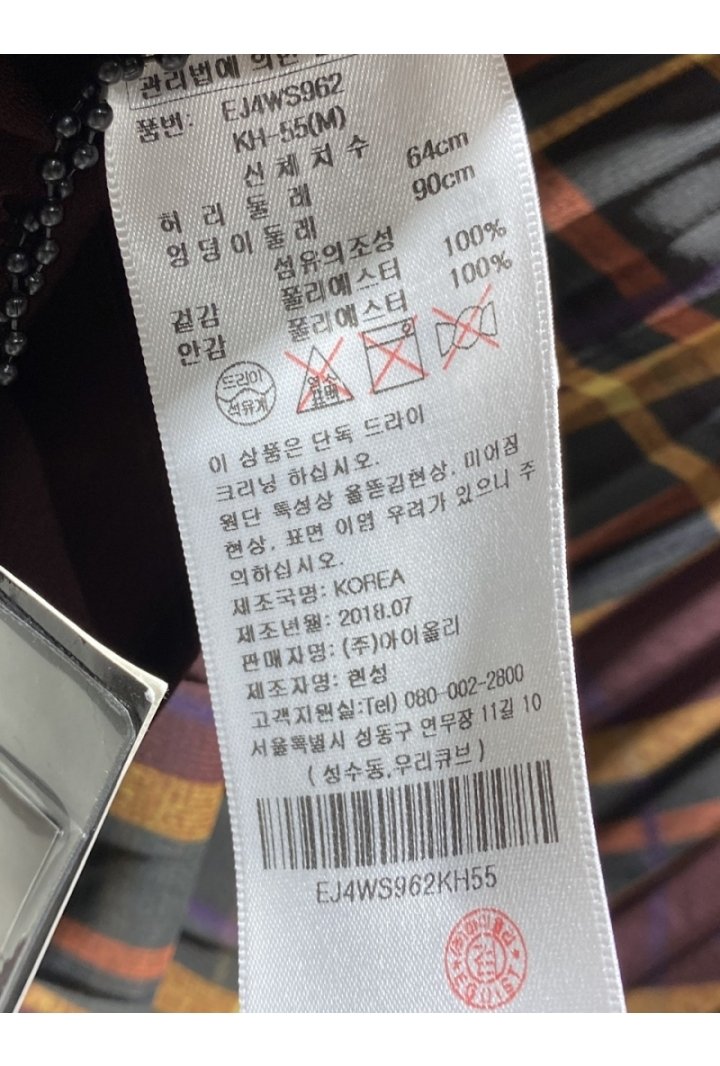 관리법에 의한
품번: EJ4WS962
KH-55(M)
신체치수
허리둘레 64cm
엉덩이둘레 90cm
섬유의조성
겉감 폴리에스터 100%
안감 폴리에스터 100%
드라이
석유계
염소
표백
이 상품은 단독 드라이
크리닝 하십시오.
원단 뚝성상 올뜯김현상, 미어짐
현상, 표면 이염 우려가 있으니 주
의하십시오.
제조국명: KOREA
제조년월: 2018.07
판매자명: (주)아이올리
제조자명: 현성
고객지원실:Tel) 080-002-2800
서울특별시 성동구 연무장 11길 10
(성수동,우리큐브)
EJ4WS962KH55